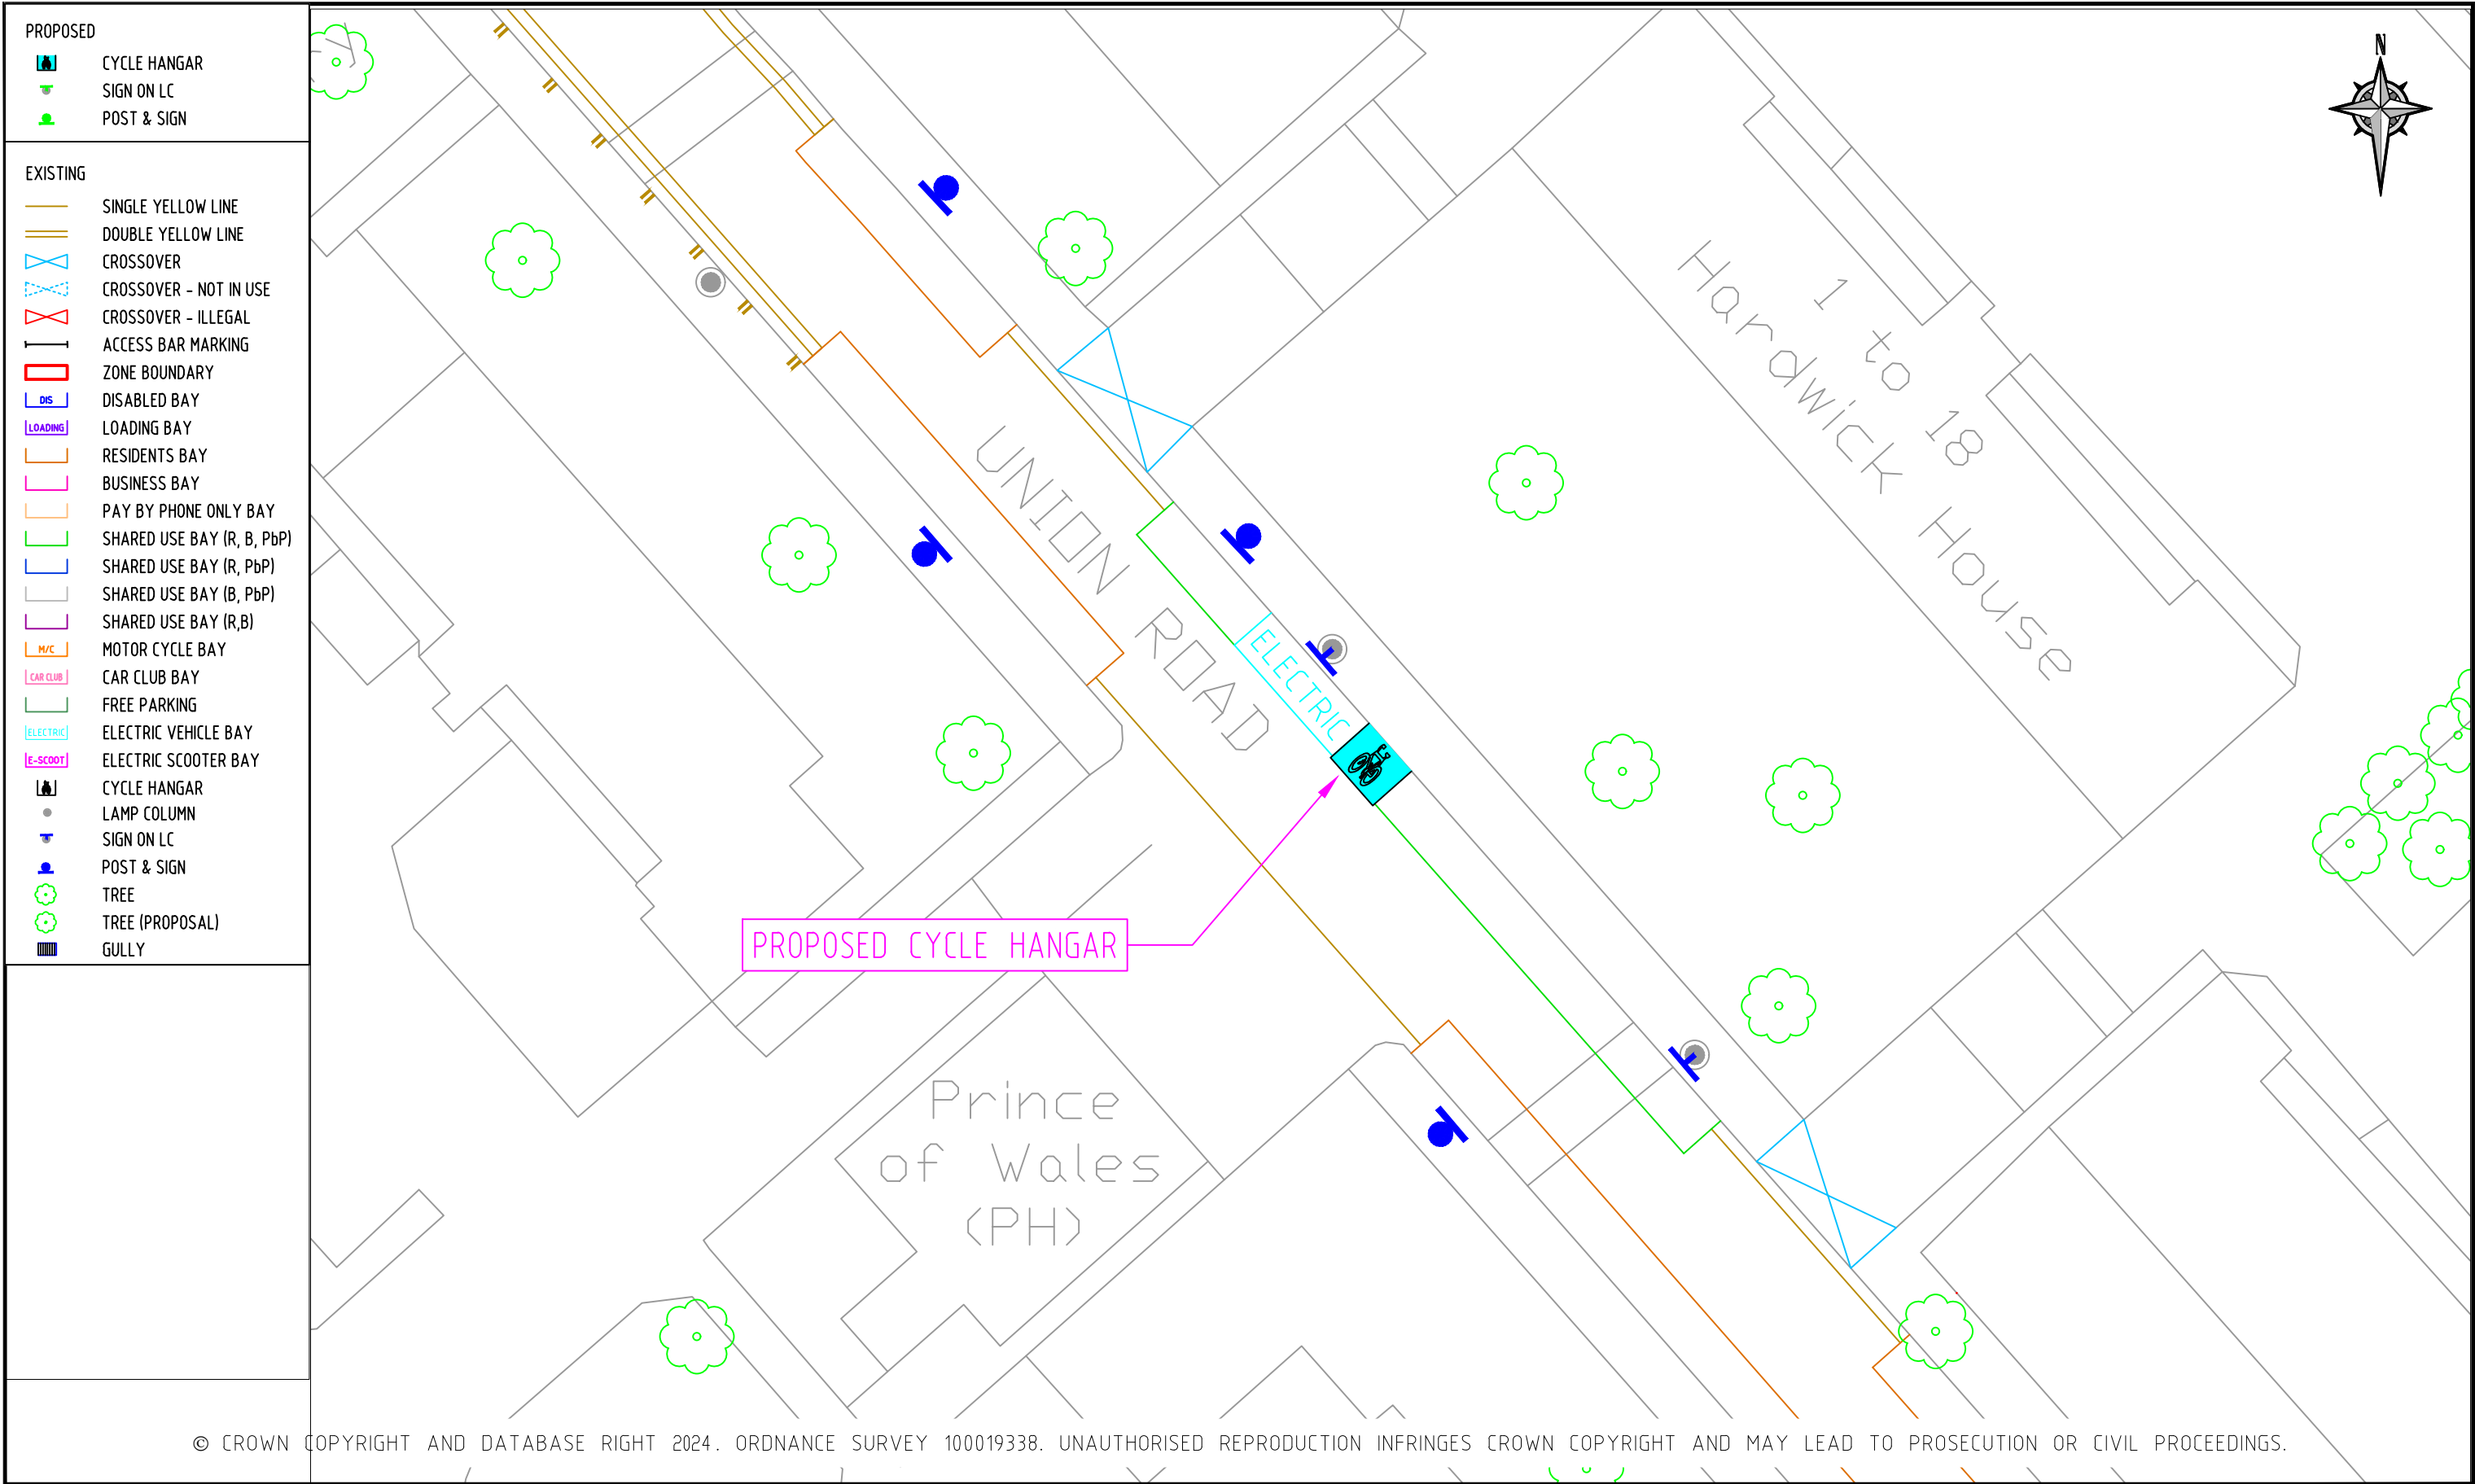 PROPOSED
CYCLE HANGAR
SIGN ON LC
POST & SIGN
EXISTING
SINGLE YELLOW LINE
DOUBLE YELLOW LINE
CROSSOVER
CROSSOVER - NOT IN USE
CROSSOVER - ILLEGAL
ACCESS BAR MARKING
ZONE BOUNDARY
DIS DISABLED BAY
LOADING LOADING BAY
RESIDENTS BAY
BUSINESS BAY
PAY BY PHONE ONLY BAY
SHARED USE BAY (R, B, PbP)
SHARED USE BAY (R, PbP)
SHARED USE BAY (B, PbP)
SHARED USE BAY (R,B)
M/C MOTOR CYCLE BAY
CAR CLUB CAR CLUB BAY
FREE PARKING
ELECTRIC ELECTRIC VEHICLE BAY
E-SCOOT ELECTRIC SCOOTER BAY
CYCLE HANGAR
LAMP COLUMN
SIGN ON LC
POST & SIGN
TREE
TREE (PROPOSAL)
GULLY
N
1 to 18
Hardwick House
UNION ROAD
ELECTRIC
PROPOSED CYCLE HANGAR
Prince
of Wales
(PH)
© CROWN COPYRIGHT AND DATABASE RIGHT 2024. ORDNANCE SURVEY 100019338. UNAUTHORISED REPRODUCTION INFRINGES CROWN COPYRIGHT AND MAY LEAD TO PROSECUTION OR CIVIL PROCEEDINGS.